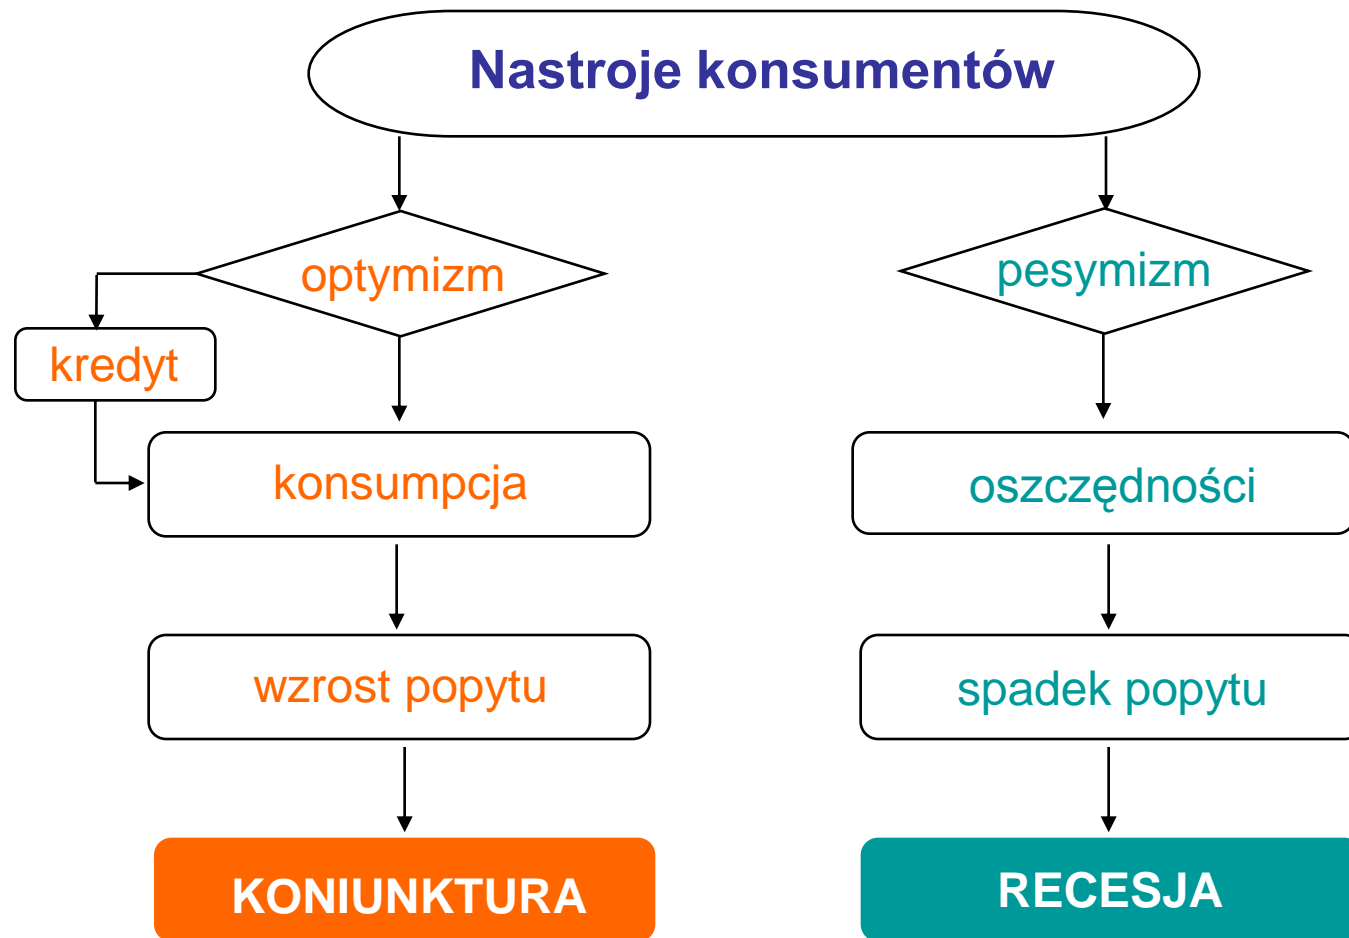 Nastroje konsumentów
optymizm
pesymizm
kredyt
konsumpcja
oszczędności
wzrost popytu
spadek popytu
KONIUNKTURA
RECESJA